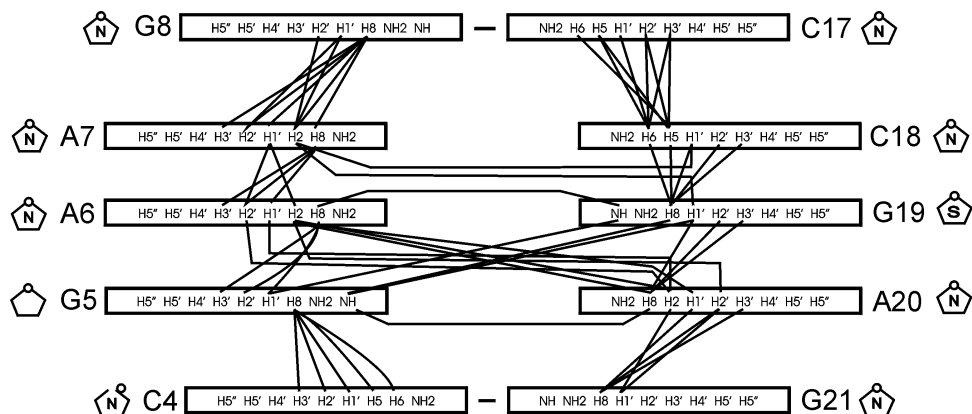 N G8 H5″ H5′ H4′ H3′ H2′ H1′ H8 NH2 NH – NH2 H6 H5 H1′ H2′ H3′ H4′ H5′ H5″ C17 N
N A7 H5″ H5′ H4′ H3′ H2′ H1′ H2 H8 NH2 NH2 H6 H5 H1′ H2′ H3′ H4′ H5′ H5″ C18 N
N A6 H5″ H5′ H4′ H3′ H2′ H1′ H2 H8 NH2 NH NH2 H8 H1′ H2′ H3′ H4′ H5′ H5″ G19 S
G5 H5″ H5′ H4′ H3′ H2′ H1′ H8 NH2 NH NH2 H8 H2 H1′ H2′ H3′ H4′ H5′ H5″ A20 N
N C4 H5″ H5′ H4′ H3′ H2′ H1′ H5 H6 NH2 – NH NH2 H8 H1′ H2′ H3′ H4′ H5′ H5″ G21 N